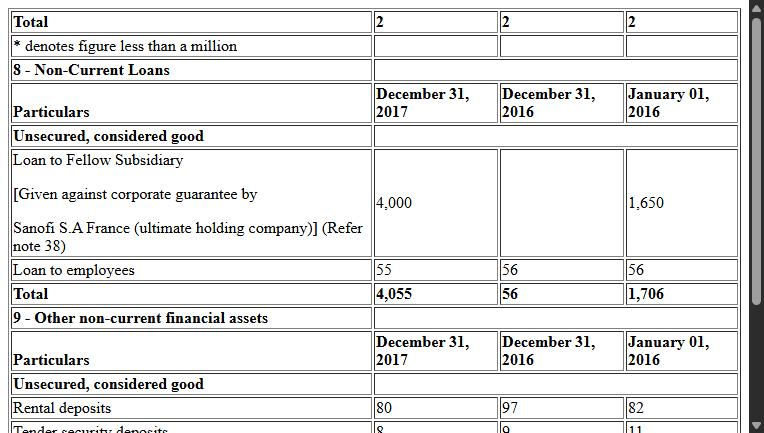 Total 2 2 2
* denotes figure less than a million
8 - Non-Current Loans
Particulars December 31, 2017 December 31, 2016 January 01, 2016
Unsecured, considered good
Loan to Fellow Subsidiary
[Given against corporate guarantee by
Sanofi S.A France (ultimate holding company)] (Refer
note 38) 4,000 1,650
Loan to employees 55 56 56
Total 4,055 56 1,706
9 - Other non-current financial assets
Particulars December 31, 2017 December 31, 2016 January 01, 2016
Unsecured, considered good
Rental deposits 80 97 82
Tender security deposits 8 9 11